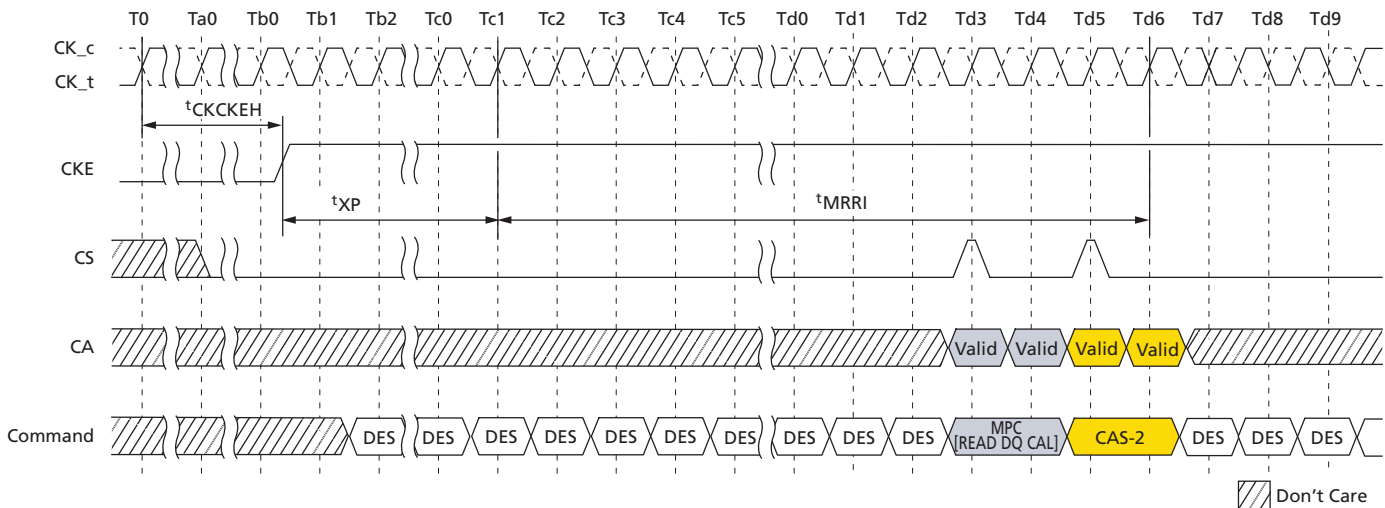 T0 Ta0 Tb0 Tb1 Tb2 Tc0 Tc1 Tc2 Tc3 Tc4 Tc5 Td0 Td1 Td2 Td3 Td4 Td5 Td6 Td7 Td8 Td9
CK_c
CK_t
tCKCKEH
CKE
tXP tMRRI
CS
CA Valid Valid Valid Valid
Command DES DES DES DES DES DES DES DES DES DES MPC [READ DQ CAL] CAS-2 DES DES DES
Don't Care